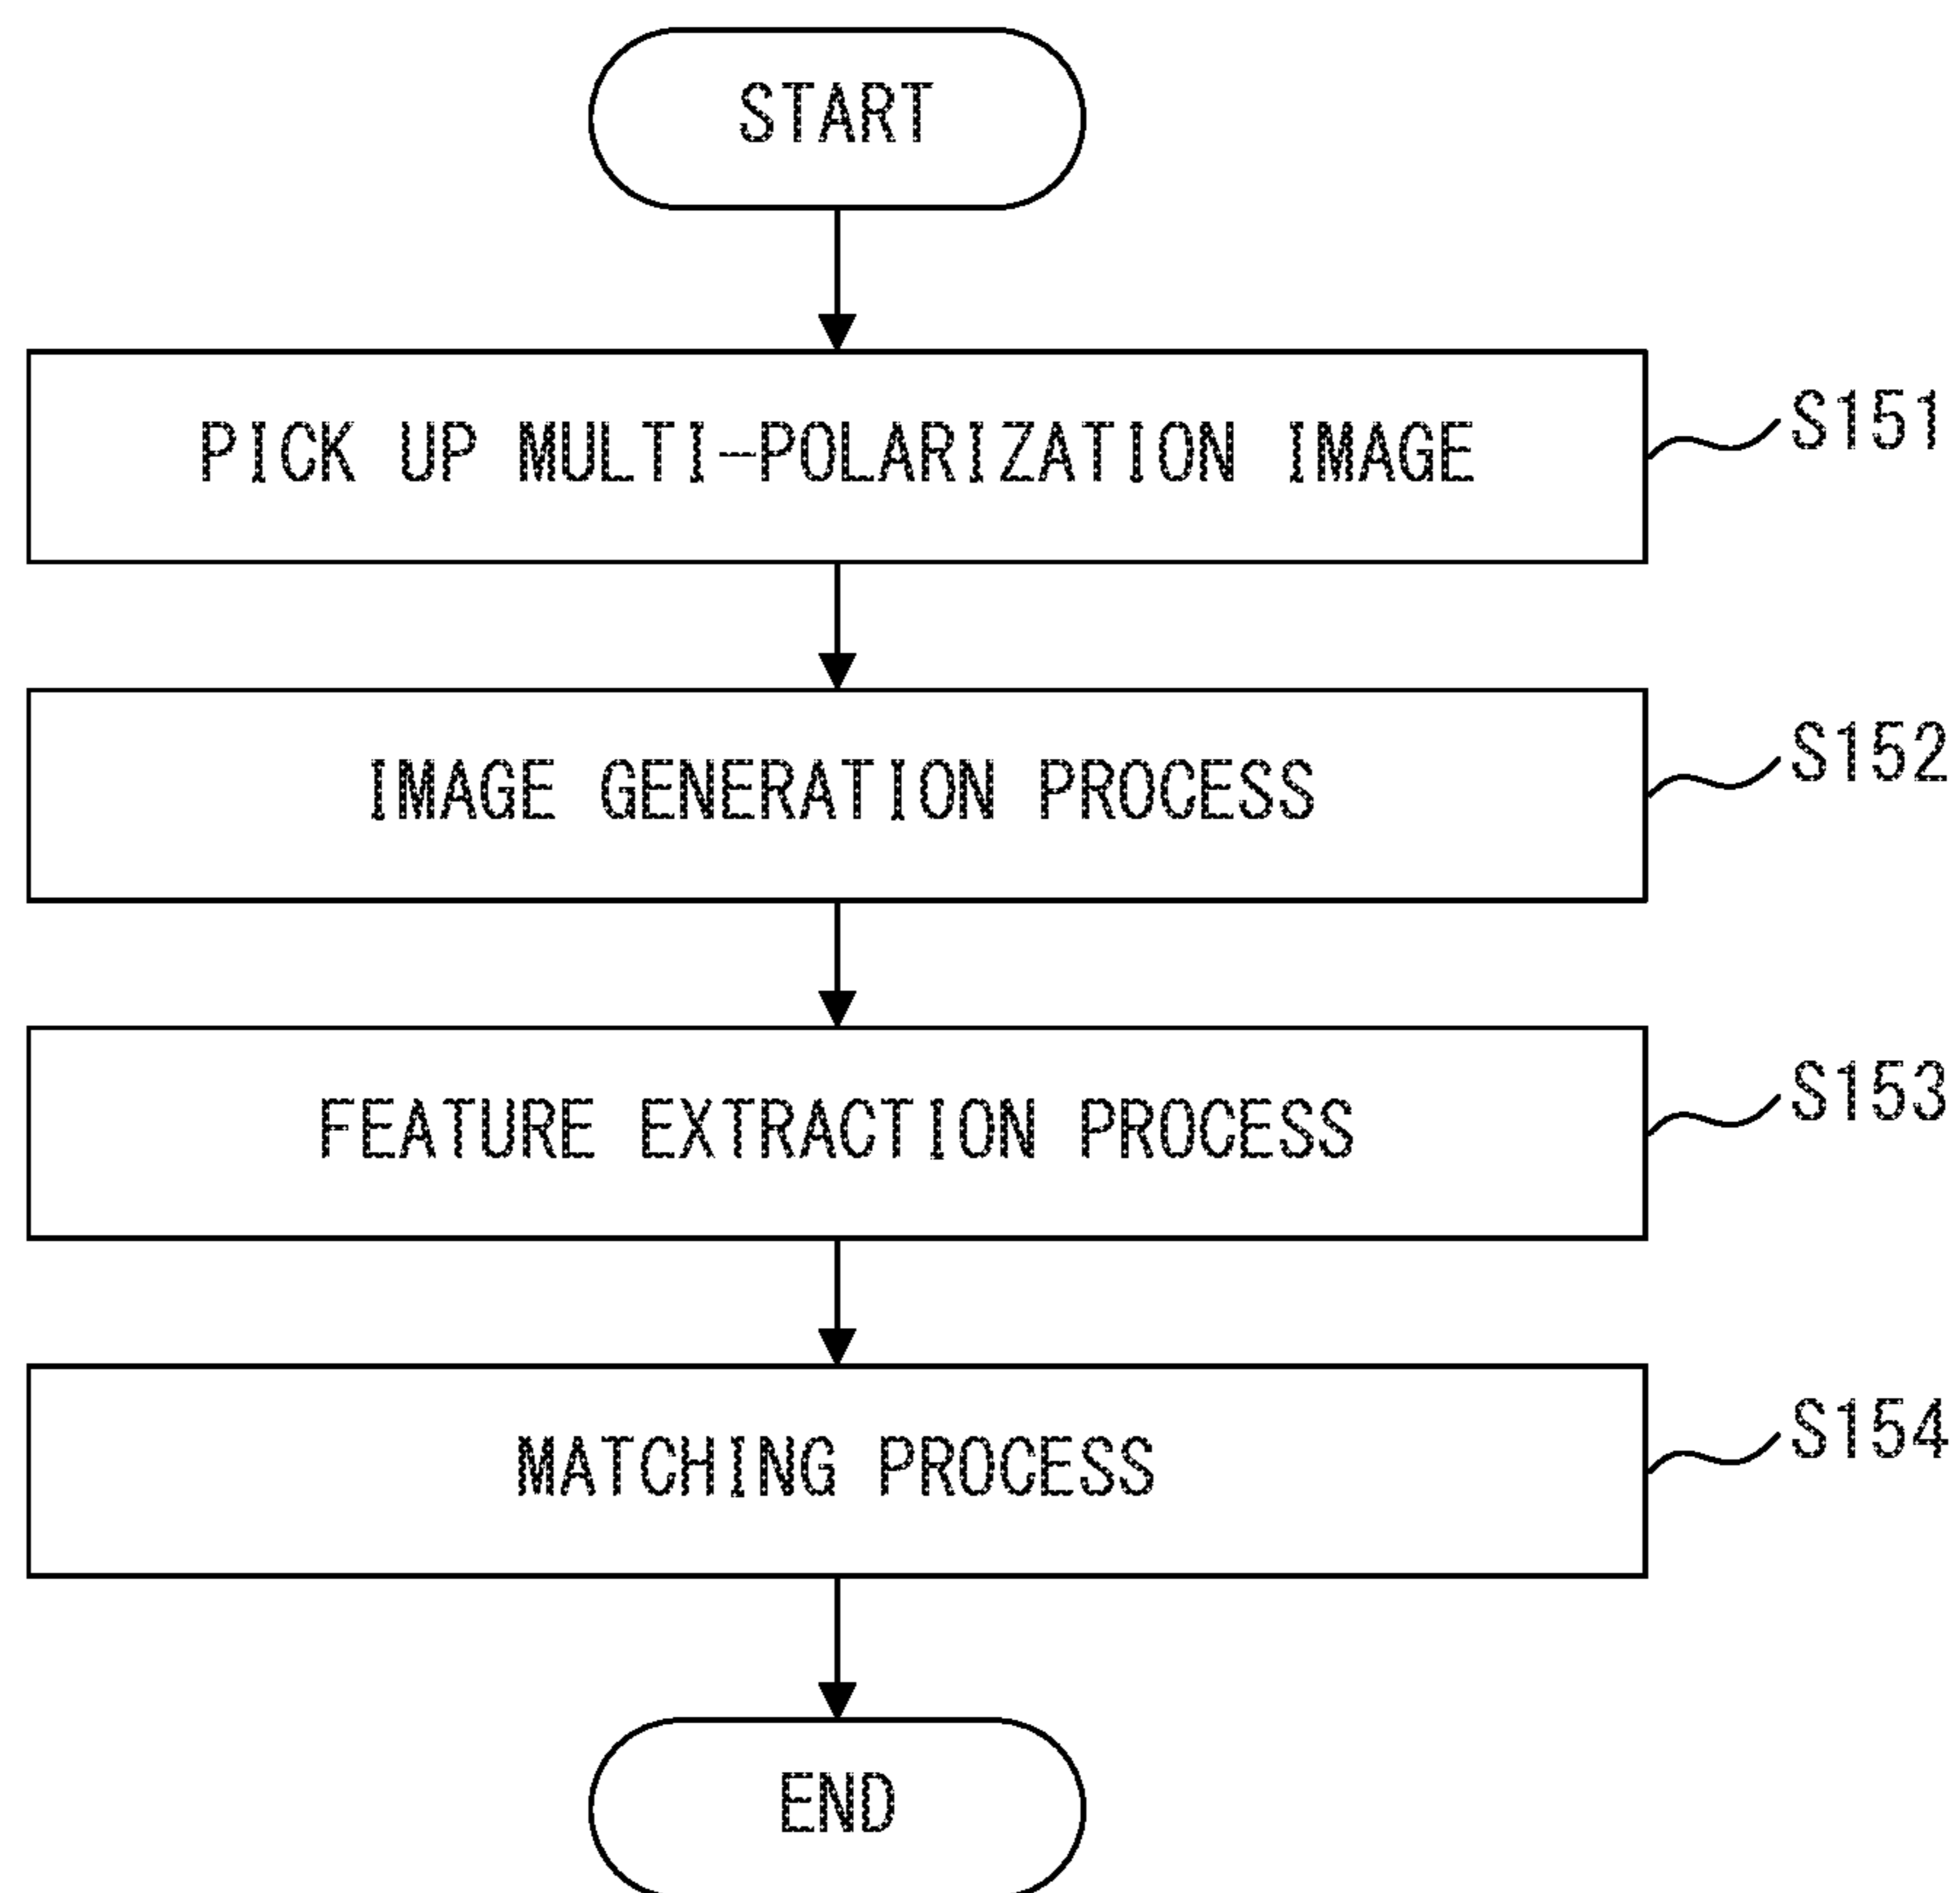 START
PICK UP MULTI-POLARIZATION IMAGE
S151
IMAGE GENERATION PROCESS
S152
FEATURE EXTRACTION PROCESS
S153
MATCHING PROCESS
S154
END